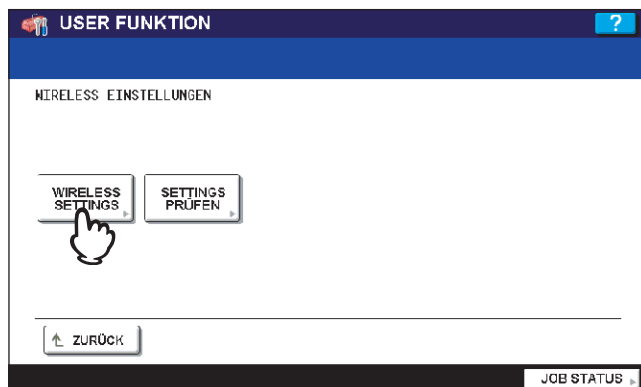 USER FUNKTION
?
WIRELESS EINSTELLUNGEN
WIRELESS
SETTINGS
SETTINGS
PRÜFEN
ZURÜCK
JOB STATUS